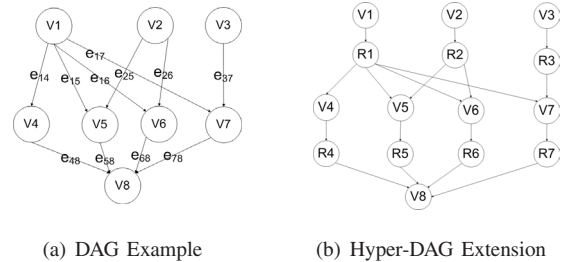 V1 V2 V3
e17
e14 e15 e16 e25 e26 e37
V4 V5 V6 V7
e48 e58 e68 e78
V8
(a) DAG Example
V1 V2 V3
R1 R2 R3
V4 V5 V6 V7
R4 R5 R6 R7
V8
(b) Hyper-DAG Extension